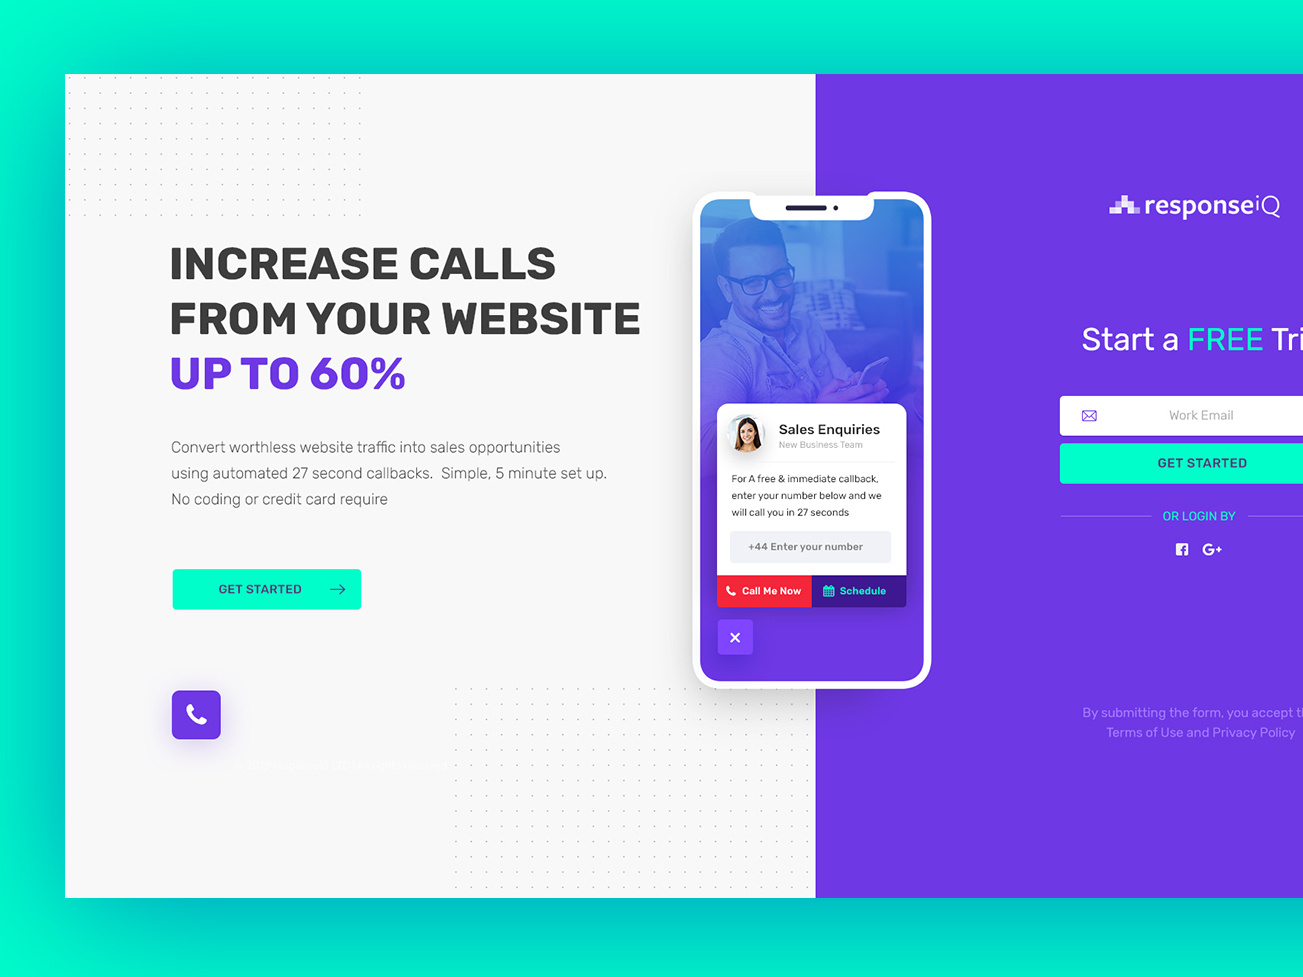 INCREASE CALLS
FROM YOUR WEBSITE
UP TO 60%
Convert worthless website traffic into sales opportunities
using automated 27 second callbacks.  Simple, 5 minute set up.
No coding or credit card require
GET STARTED
Sales Enquiries
New Business Team
For A free & immediate callback,
enter your number below and we
will call you in 27 seconds
+44 Enter your number
Call Me Now
Schedule
responseiQ
Start a FREE Tri
Work Email
GET STARTED
OR LOGIN BY
G+
By submitting the form, you accept th
Terms of Use and Privacy Policy